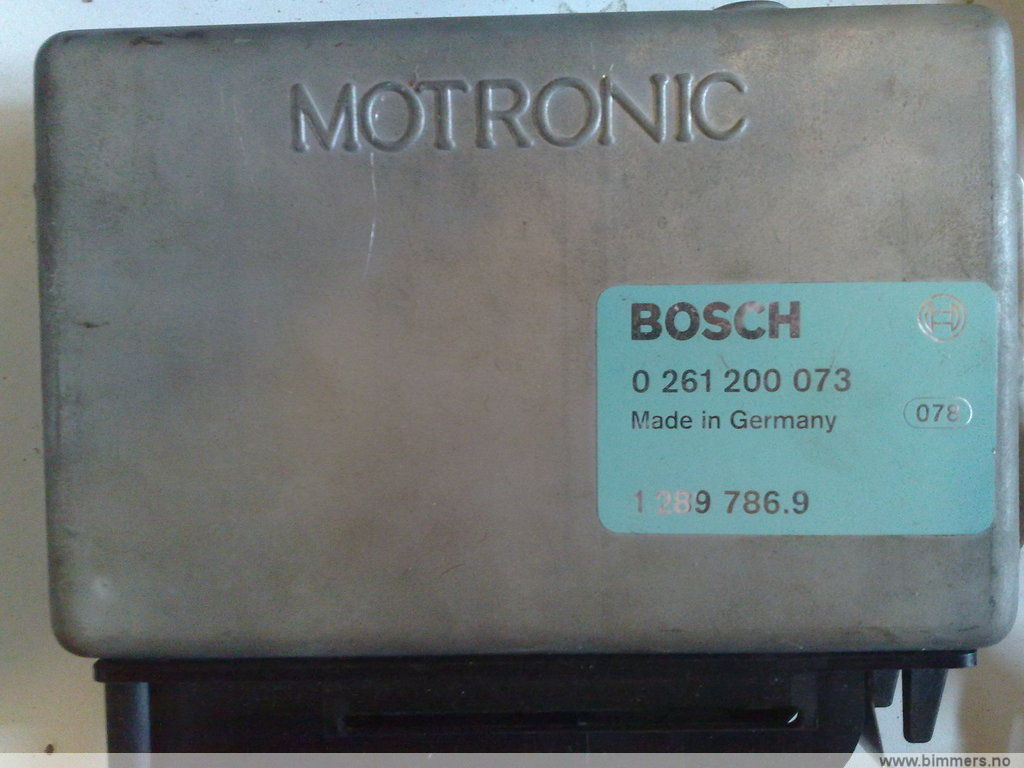 MOTRONIC
BOSCH
0 261 200 073
Made in Germany
078
1 289 786.9
www.bimmers.no